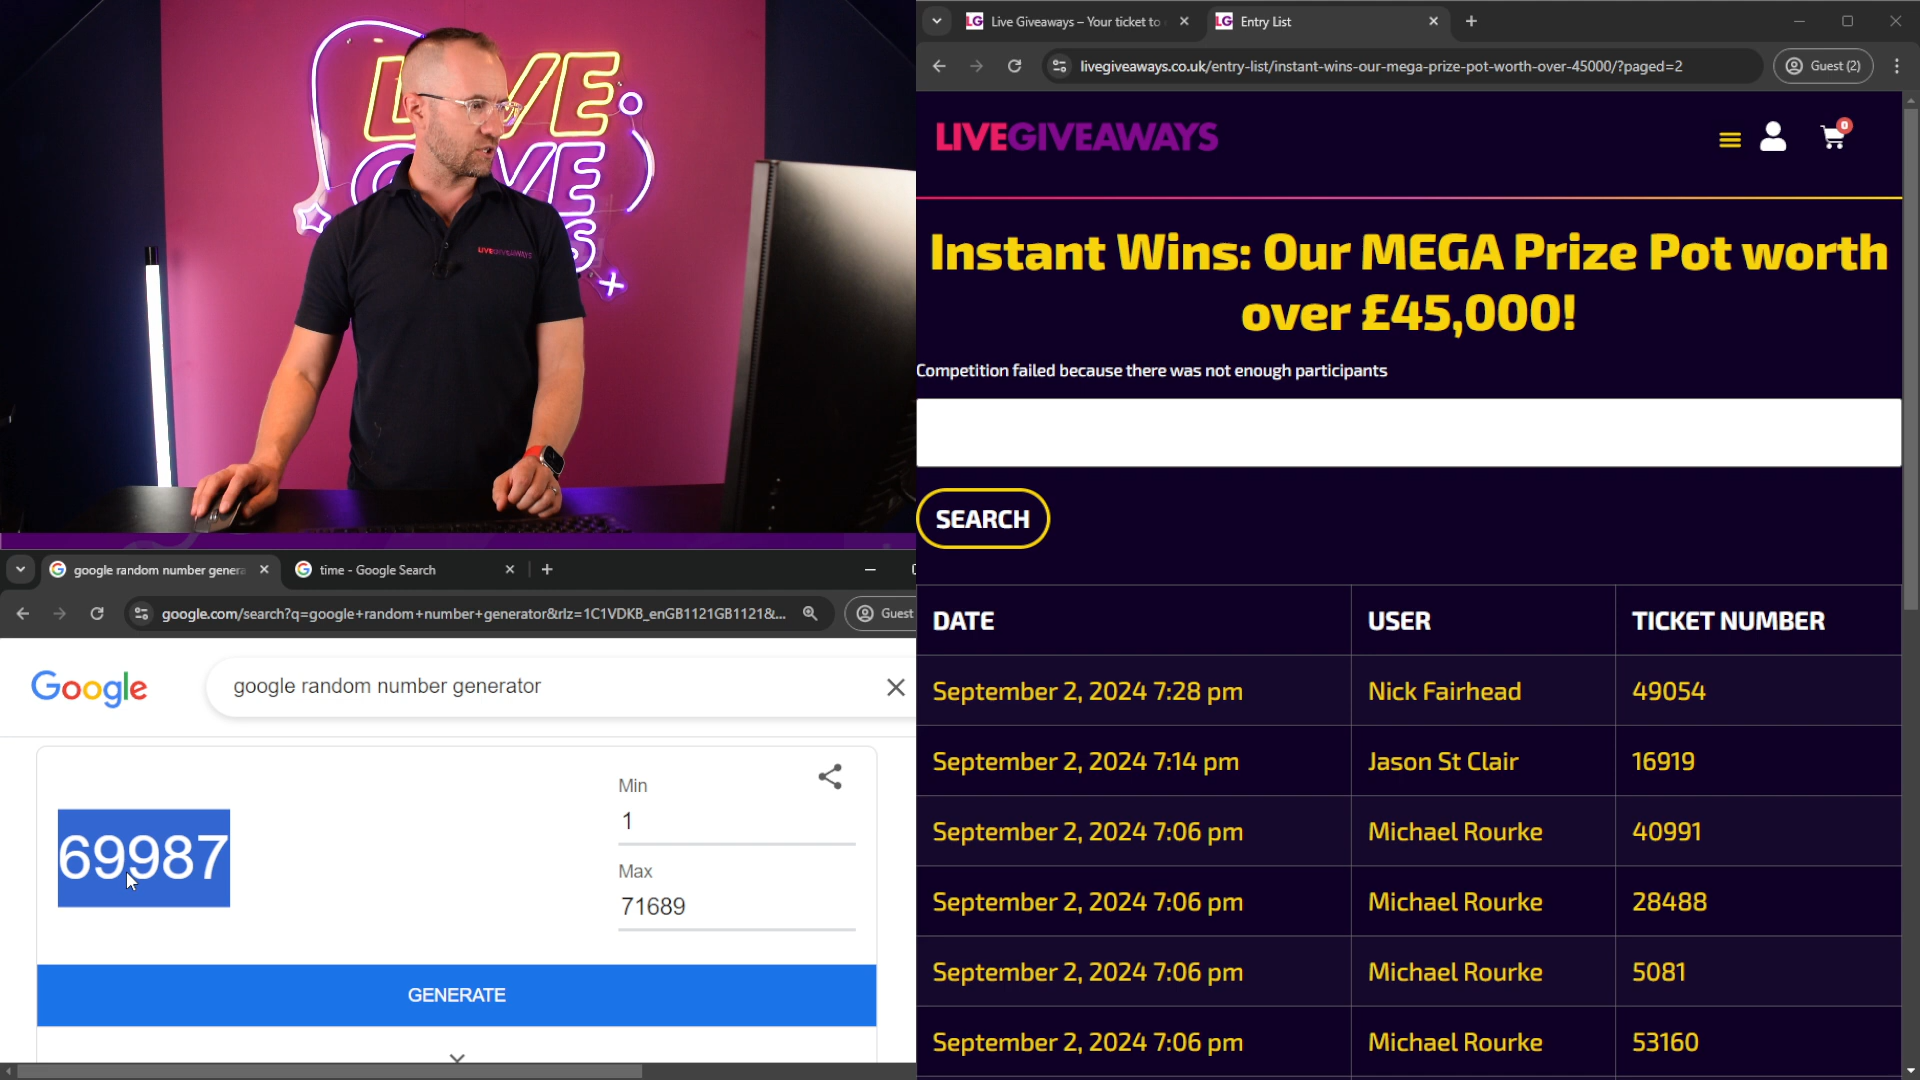 LIVE
GIVE
LIVEGIVEAWAYS
google random number genera
time - Google Search
google.com/search?q=google+random+number+generator&rlz=1C1VDKB_enGB1121GB1121&...
Guest
Google
google random number generator
69987
Min
1
Max
71689
GENERATE
LG Live Giveaways – Your ticket to
LG Entry List
livegiveaways.co.uk/entry-list/instant-wins-our-mega-prize-pot-worth-over-45000/?paged=2
Guest (2)
LIVEGIVEAWAYS
0
Instant Wins: Our MEGA Prize Pot worth
over £45,000!
Competition failed because there was not enough participants
SEARCH
DATE USER TICKET NUMBER
September 2, 2024 7:28 pm Nick Fairhead 49054
September 2, 2024 7:14 pm Jason St Clair 16919
September 2, 2024 7:06 pm Michael Rourke 40991
September 2, 2024 7:06 pm Michael Rourke 28488
September 2, 2024 7:06 pm Michael Rourke 5081
September 2, 2024 7:06 pm Michael Rourke 53160